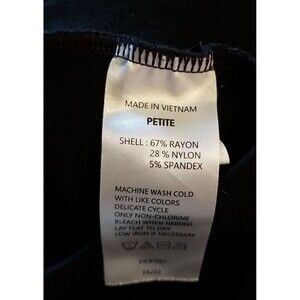 MADE IN VIETNAM
PETITE
SHELL : 67% RAYON
28 % NYLON
5% SPANDEX
MACHINE WASH COLD
WITH LIKE COLORS
DELICATE CYCLE
ONLY NON-CHLORINE
BLEACH WHEN NEEDED
LAY FLAT TO DRY
LOW IRON IF NECESSARY